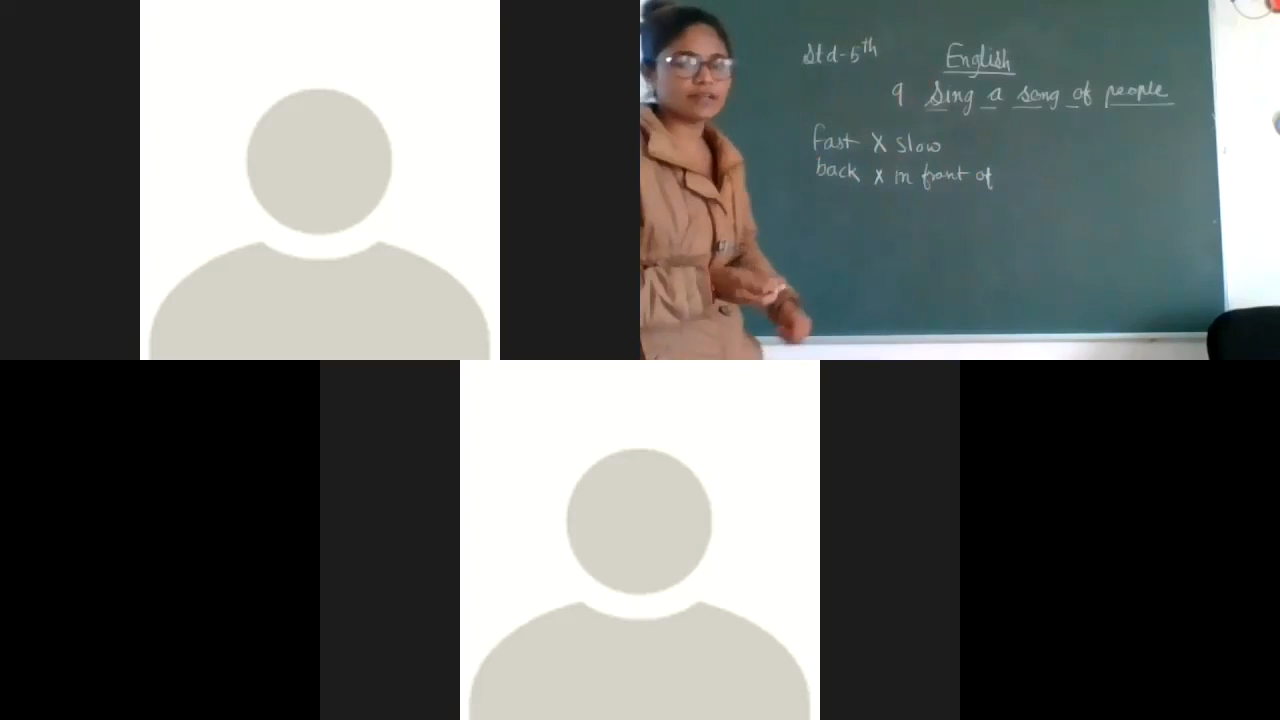 Std-5th
English
9 Sing a song of people
fast X slow
back x in front of